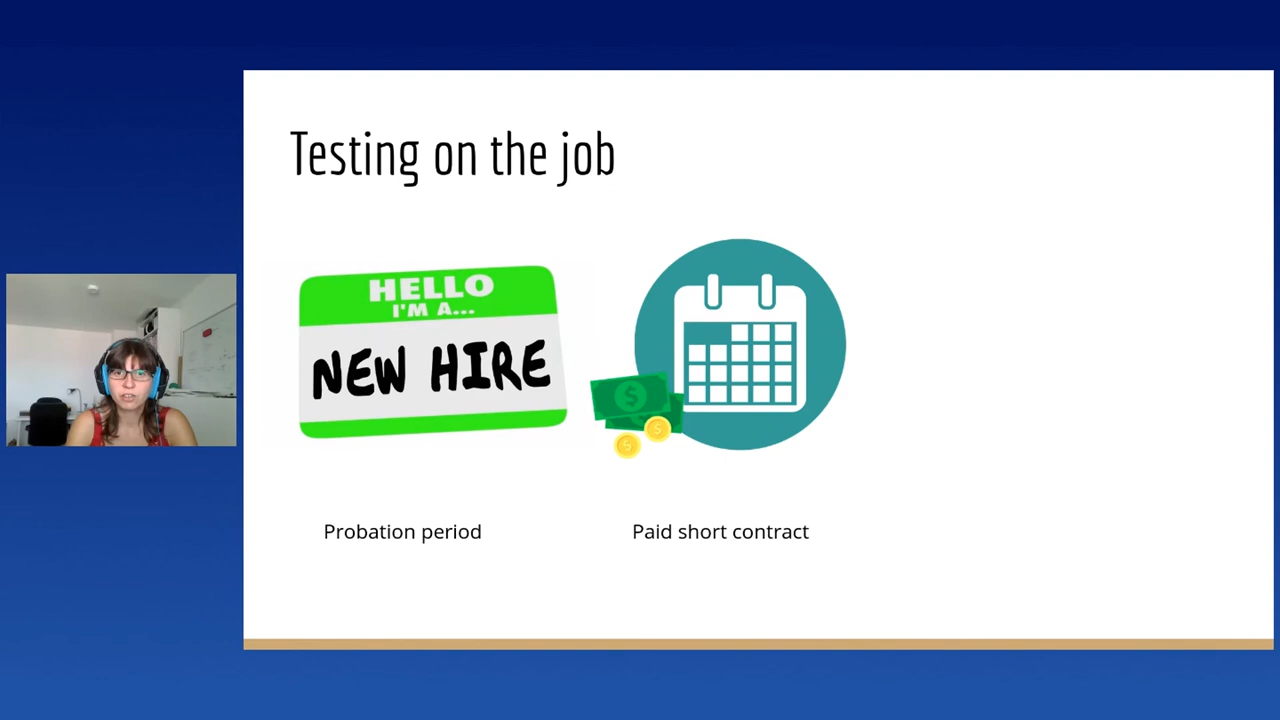 Testing on the job
HELLO
I'M A...
NEW HIRE
$
$
$
Probation period
Paid short contract